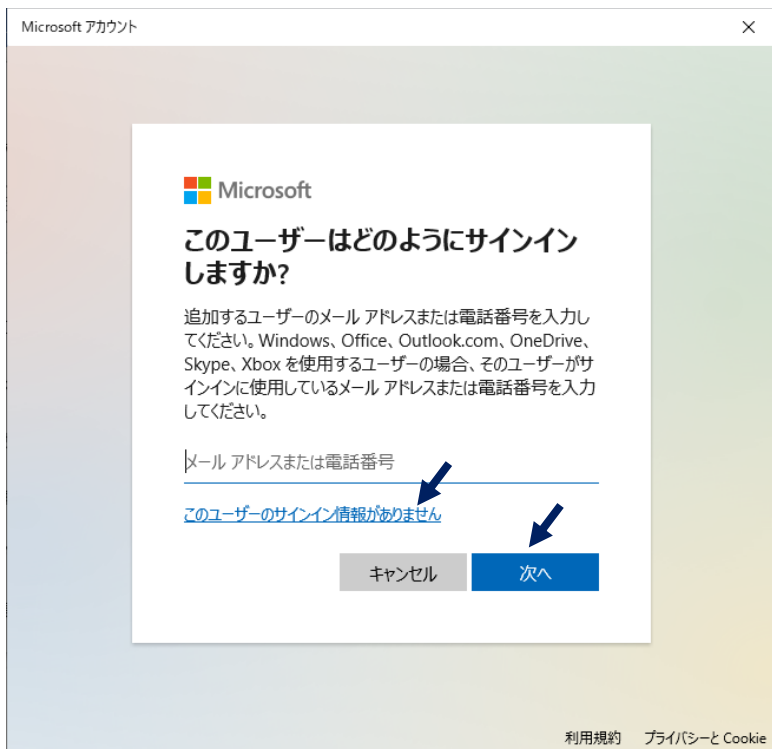 Microsoft アカウント
Microsoft
このユーザーはどのようにサインイン
しますか?
追加するユーザーのメール アドレスまたは電話番号を入力し
てください。Windows、Office、Outlook.com、OneDrive、
Skype、Xbox を使用するユーザーの場合、そのユーザーがサ
インインに使用しているメール アドレスまたは電話番号を入力
してください。
メール アドレスまたは電話番号
このユーザーのサインイン情報がありません
キャンセル 次へ
利用規約 プライバシーと Cookie